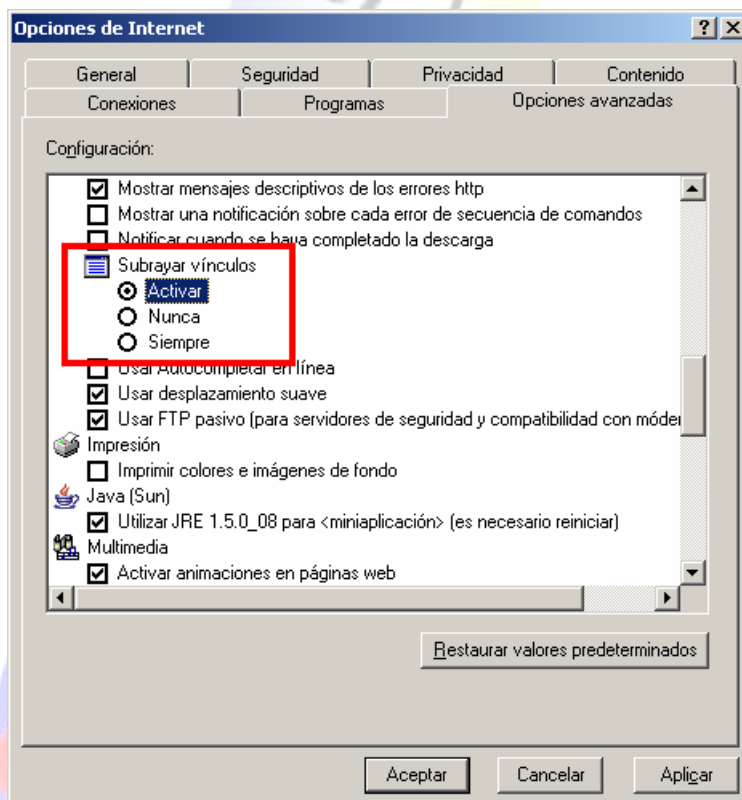 Opciones de Internet
General Seguridad Privacidad Contenido
Conexiones Programas Opciones avanzadas
Configuración:
Mostrar mensajes descriptivos de los errores http
Mostrar una notificación sobre cada error de secuencia de comandos
Notificar cuando se haya completado la descarga
Subrayar vínculos
Activar
Nunca
Siempre
Usar Autocompletar en línea
Usar desplazamiento suave
Usar FTP pasivo (para servidores de seguridad y compatibilidad con móder
Impresión
Imprimir colores e imágenes de fondo
Java (Sun)
Utilizar JRE 1.5.0_08 para <miniaplicación> (es necesario reiniciar)
Multimedia
Activar animaciones en páginas web
Restaurar valores predeterminados
Aceptar Cancelar Aplicar